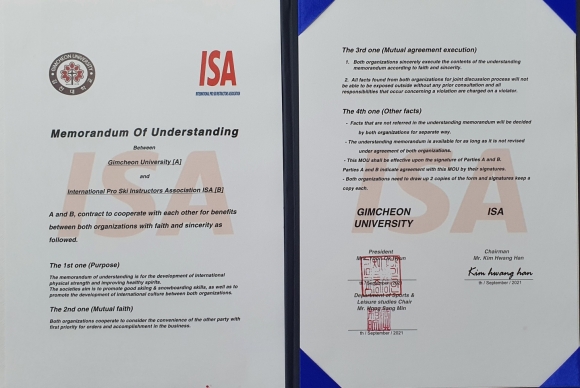 GIMCHEON UNIVERSITY
ISA
INTERNATIONAL PRO SKI INSTRUCTORS ASSOCIATION
Memorandum Of Understanding
Between
Gimcheon University [A]
and
International Pro Ski Instructors Association ISA [B]
A and B, contract to cooperate with each other for benefits
between both organizations with faith and sincerity as
followed.
The 1st one (Purpose)
The memorandum of understanding is for the development of international
physical strength and improving healthy spirits.
The societies aim is to promote good skiing & snowboarding skills, as well as to
promote the development of international culture between both organizations.
The 2nd one (Mutual faith)
Both organizations cooperate to consider the convenience of the other party with
first priority for orders and accomplishment in the business.
ISA
The 3rd one (Mutual agreement execution)
1. Both organizations sincerely execute the contents of the understanding
memorandum according to faith and sincerity.
2. All facts found from both organizations for joint discussion process will not
be able to be exposed outside without any prior consultation and all
responsibilities that occur concerning a violation are charged on a violator.
The 4th one (Other facts)
- Facts that are not referred in the understanding memorandum will be decided
by both organizations for separate way.
- The understanding memorandum is available for as long as it is not revised
under agreement of both organizations.
- This MOU shall be effective upon the signature of Parties A and B.
Parties A and B indicate agreement with this MOU by their signatures.
- Both organizations need to draw up 2 copies of the form and signatures keep a
copy each.
ISA
GIMCHEON
UNIVERSITY
ISA
President
Chairman
Mr. Kim Hwang Han
Kim hwang han
th / September / 2021
September
Department of Sports &
Leisure studies Chair
Mr. Hong Sang Min
th / September / 2021